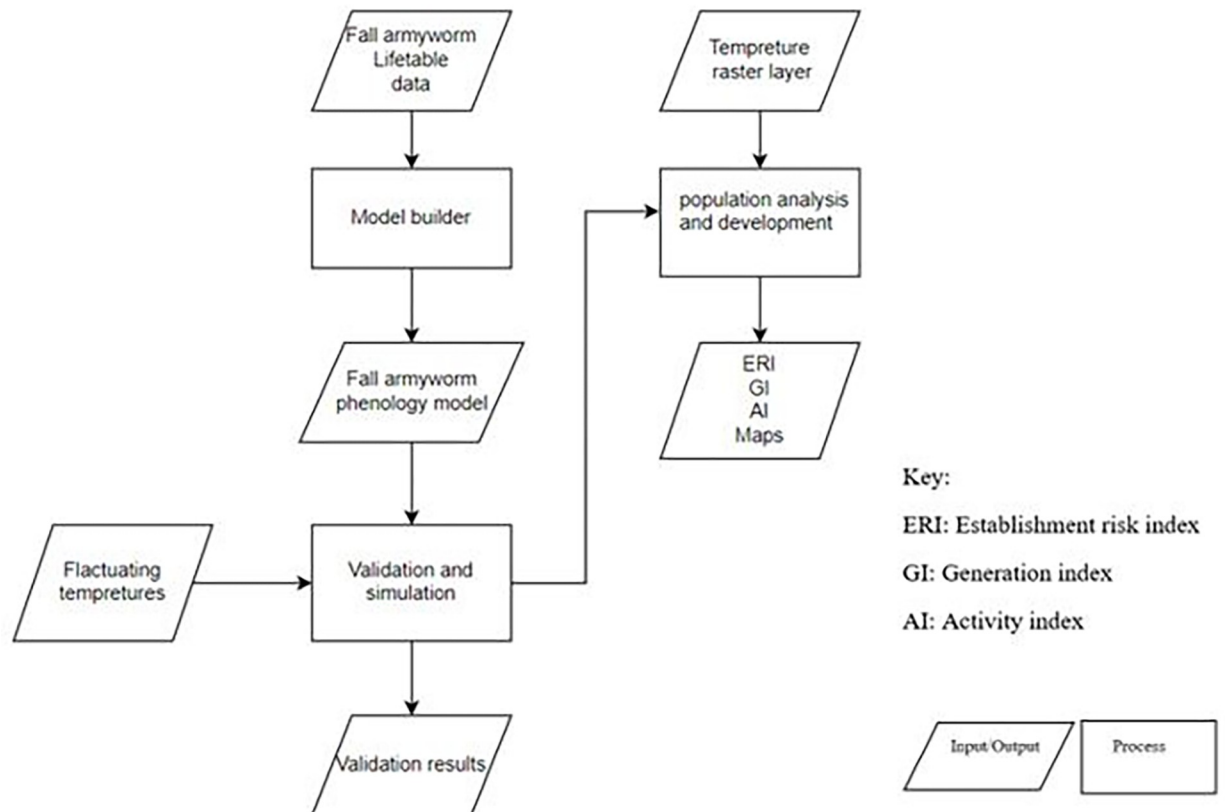 Fall armyworm
Lifetable
data
Tempreture
raster layer
Model builder
population analysis
and development
Fall armyworm
phenology model
ERI
GI
AI
Maps
Flactuating
tempretures
Validation and
simulation
Validation results
Key:
ERI: Establishment risk index
GI: Generation index
AI: Activity index
Input/Output
Process